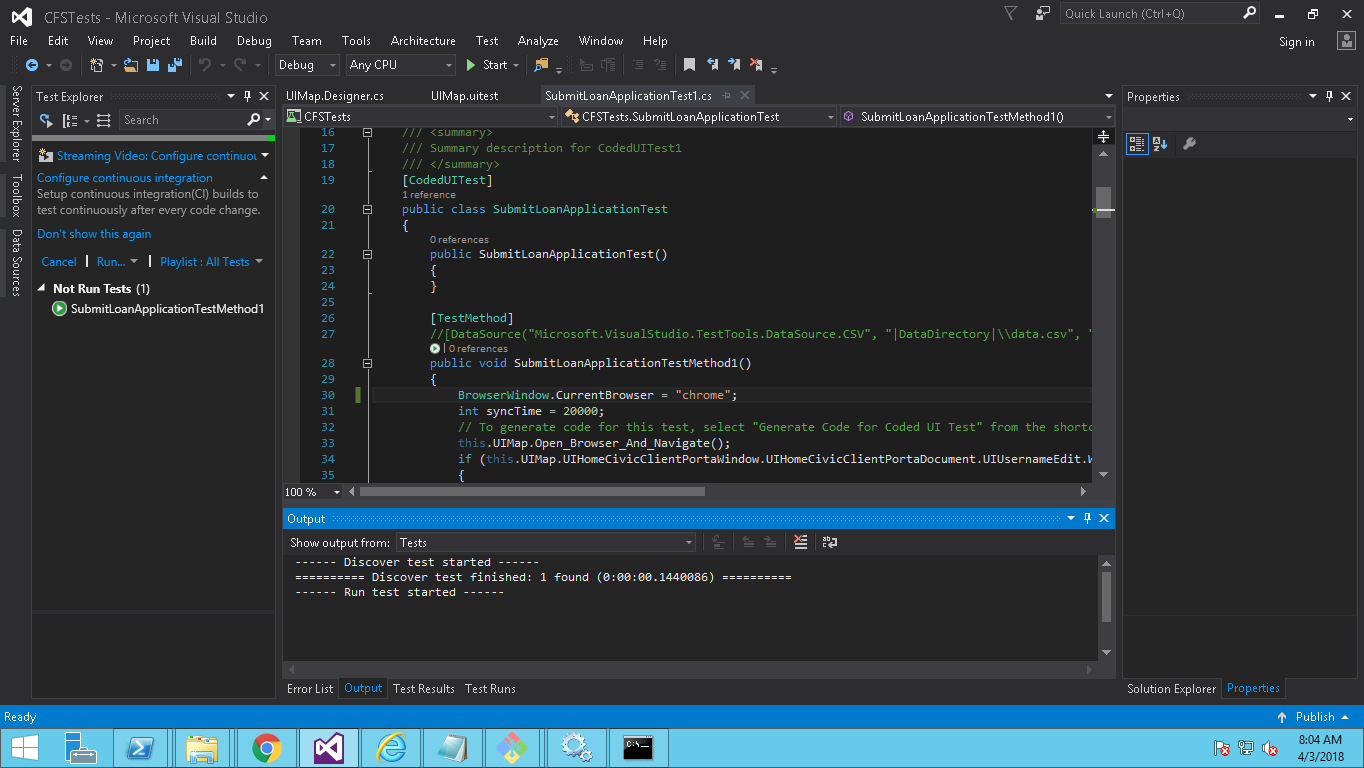 CFSTests - Microsoft Visual Studio
Quick Launch (Ctrl+Q)
File Edit View Project Build Debug Team Tools Architecture Test Analyze Window Help
Sign in
Debug Any CPU Start
Server Explorer
Toolbox
Data Sources
Test Explorer
Search
Streaming Video: Configure continuou
Configure continuous integration
Setup continuous integration(CI) builds to
test continuously after every code change.
Don't show this again
Cancel | Run... | Playlist : All Tests
Not Run Tests (1)
SubmitLoanApplicationTestMethod1
UIMap.Designer.cs UIMap.uitest SubmitLoanApplicationTest1.cs
CFSTests CFSTests.SubmitLoanApplicationTest SubmitLoanApplicationTestMethod1()
16 /// <summary>
17 /// Summary description for CodedUITest1
18 /// </summary>
19 [CodedUITest]
1 reference
20 public class SubmitLoanApplicationTest
21 {
0 references
22 public SubmitLoanApplicationTest()
23 {
24 }
25
26 [TestMethod]
27 //[DataSource("Microsoft.VisualStudio.TestTools.DataSource.CSV", "|DataDirectory|\\data.csv", "
| 0 references
28 public void SubmitLoanApplicationTestMethod1()
29 {
30 BrowserWindow.CurrentBrowser = "chrome";
31 int syncTime = 20000;
32 // To generate code for this test, select "Generate Code for Coded UI Test" from the shortc
33 this.UIMap.Open_Browser_And_Navigate();
34 if (this.UIMap.UIHomeCivicClientPortaWindow.UIHomeCivicClientPortaDocument.UIUsernameEdit.W
35 {
100 %
Output
Show output from: Tests
------ Discover test started ------
========== Discover test finished: 1 found (0:00:00.1440086) ==========
------ Run test started ------
Error List Output Test Results Test Runs
Properties
Solution Explorer Properties
Ready
Publish
8:04 AM
4/3/2018